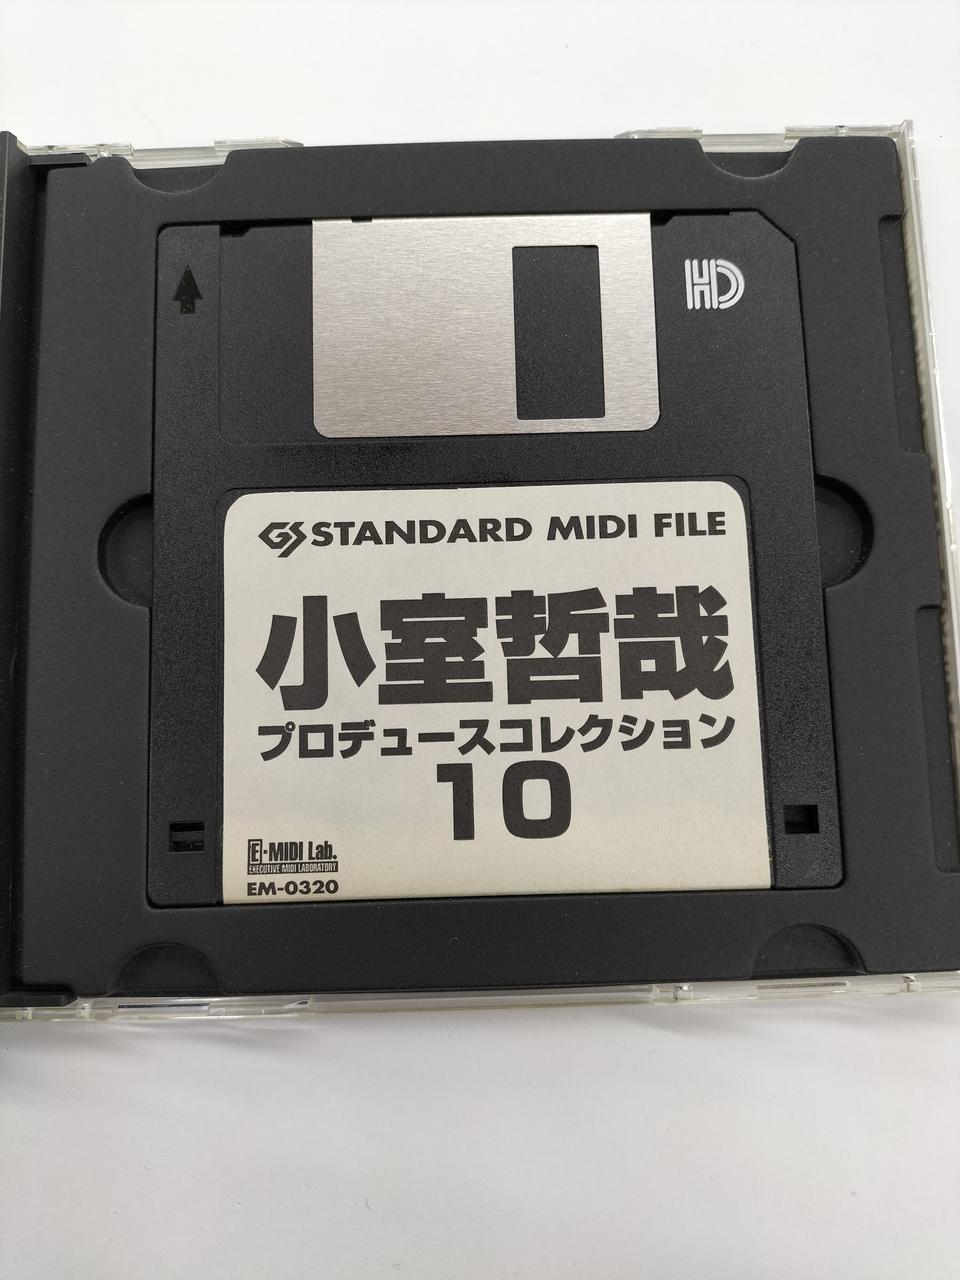 HD
GS STANDARD MIDI FILE
小室哲哉
プロデュースコレクション
10
E-MIDI Lab.
EXECUTIVE MIDI LABORATORY
EM-0320